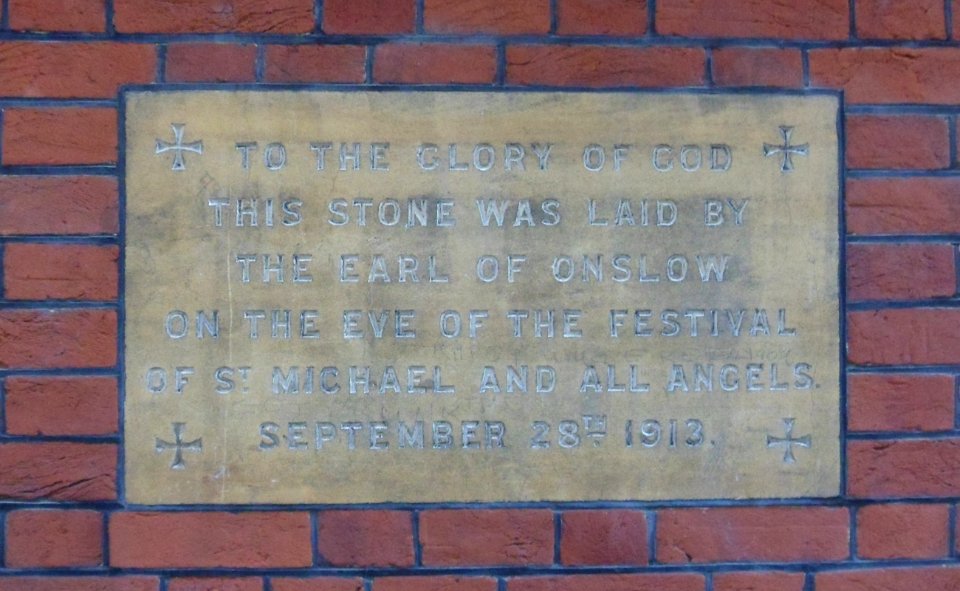 TO THE GLORY OF GOD
THIS STONE WAS LAID BY
THE EARL OF ONSLOW
ON THE EVE OF THE FESTIVAL
OF ST MICHAEL AND ALL ANGELS.
SEPTEMBER 28TH 1913.